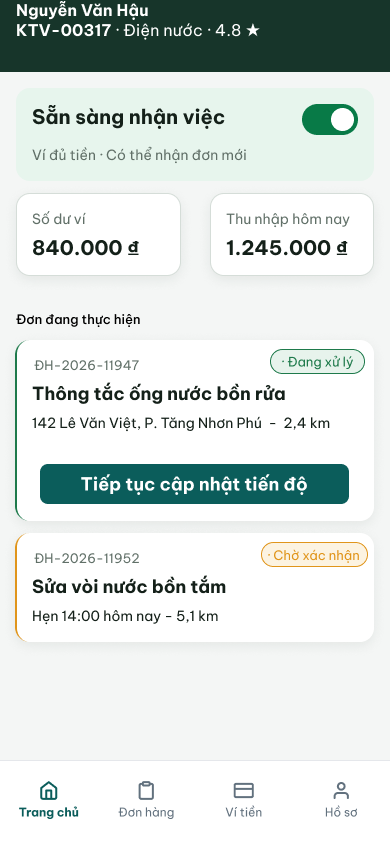 Nguyễn Văn Hậu
KTV-00317 · Điện nước · 4.8 ★
Sẵn sàng nhận việc
Ví đủ tiền · Có thể nhận đơn mới
Số dư ví
840.000 ₫
Thu nhập hôm nay
1.245.000 ₫
Đơn đang thực hiện
ĐH-2026-11947
· Đang xử lý
Thông tắc ống nước bồn rửa
142 Lê Văn Việt, P. Tăng Nhơn Phú - 2,4 km
Tiếp tục cập nhật tiến độ
ĐH-2026-11952
· Chờ xác nhận
Sửa vòi nước bồn tắm
Hẹn 14:00 hôm nay - 5,1 km
Trang chủ
Đơn hàng
Ví tiền
Hồ sơ